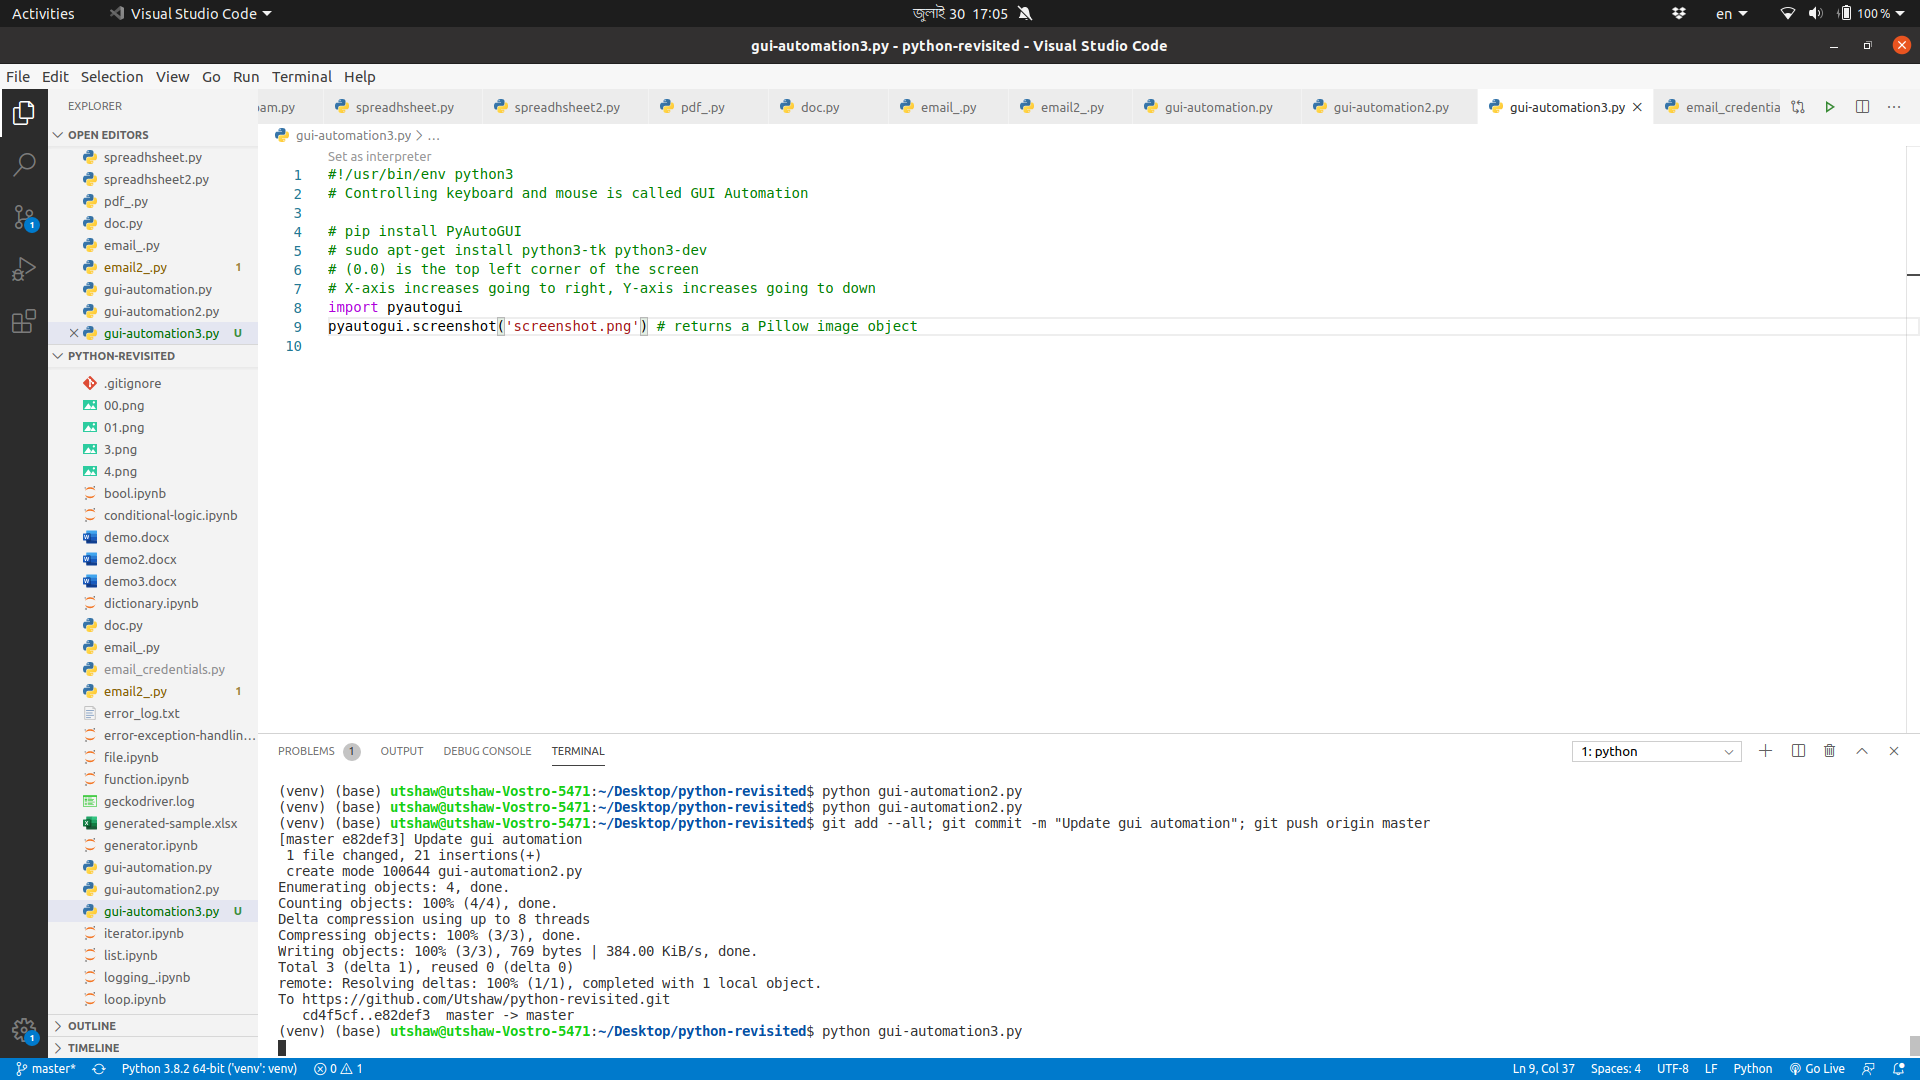 Activities
Visual Studio Code
জুলাই 30 17:05
en
100 %
gui-automation3.py - python-revisited - Visual Studio Code
File Edit Selection View Go Run Terminal Help
EXPLORER
OPEN EDITORS
spreadhsheet.py
spreadhsheet2.py
pdf_.py
doc.py
email_.py
email2_.py 1
gui-automation.py
gui-automation2.py
gui-automation3.py U
PYTHON-REVISITED
.gitignore
00.png
01.png
3.png
4.png
bool.ipynb
conditional-logic.ipynb
demo.docx
demo2.docx
demo3.docx
dictionary.ipynb
doc.py
email_.py
email_credentials.py
email2_.py 1
error_log.txt
error-exception-handlin...
file.ipynb
function.ipynb
geckodriver.log
generated-sample.xlsx
generator.ipynb
gui-automation.py
gui-automation2.py
gui-automation3.py U
iterator.ipynb
list.ipynb
logging_.ipynb
loop.ipynb
OUTLINE
TIMELINE
1
1
am.py spreadhsheet.py spreadhsheet2.py pdf_.py doc.py email_.py email2_.py gui-automation.py gui-automation2.py gui-automation3.py email_credentia
gui-automation3.py > ...
Set as interpreter
1 #!/usr/bin/env python3
2 # Controlling keyboard and mouse is called GUI Automation
3
4 # pip install PyAutoGUI
5 # sudo apt-get install python3-tk python3-dev
6 # (0.0) is the top left corner of the screen
7 # X-axis increases going to right, Y-axis increases going to down
8 import pyautogui
9 pyautogui.screenshot('screenshot.png') # returns a Pillow image object
10
PROBLEMS 1 OUTPUT DEBUG CONSOLE TERMINAL
1: python
(venv) (base) utshaw@utshaw-Vostro-5471:~/Desktop/python-revisited$ python gui-automation2.py
(venv) (base) utshaw@utshaw-Vostro-5471:~/Desktop/python-revisited$ python gui-automation2.py
(venv) (base) utshaw@utshaw-Vostro-5471:~/Desktop/python-revisited$ git add --all; git commit -m "Update gui automation"; git push origin master
[master e82def3] Update gui automation
1 file changed, 21 insertions(+)
create mode 100644 gui-automation2.py
Enumerating objects: 4, done.
Counting objects: 100% (4/4), done.
Delta compression using up to 8 threads
Compressing objects: 100% (3/3), done.
Writing objects: 100% (3/3), 769 bytes | 384.00 KiB/s, done.
Total 3 (delta 1), reused 0 (delta 0)
remote: Resolving deltas: 100% (1/1), completed with 1 local object.
To https://github.com/Utshaw/python-revisited.git
cd4f5cf..e82def3 master -> master
(venv) (base) utshaw@utshaw-Vostro-5471:~/Desktop/python-revisited$ python gui-automation3.py
master* Python 3.8.2 64-bit ('venv': venv) 0 1
Ln 9, Col 37 Spaces: 4 UTF-8 LF Python Go Live